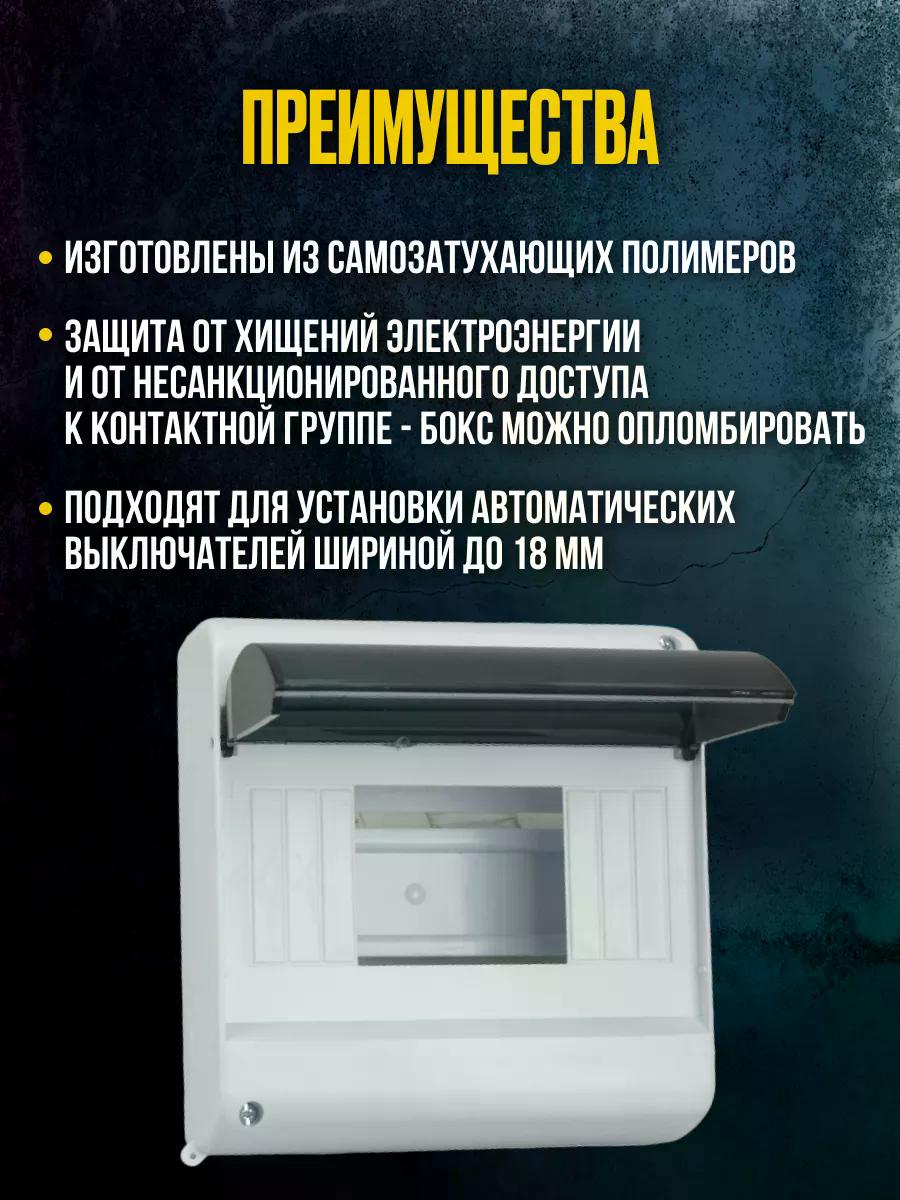 ПРЕИМУЩЕСТВА
• ИЗГОТОВЛЕНЫ ИЗ САМОЗАТУХАЮЩИХ ПОЛИМЕРОВ
• ЗАЩИТА ОТ ХИЩЕНИЙ ЭЛЕКТРОЭНЕРГИИ
И ОТ НЕСАНКЦИОНИРОВАННОГО ДОСТУПА
К КОНТАКТНОЙ ГРУППЕ - БОКС МОЖНО ОПЛОМБИРОВАТЬ
• ПОДХОДЯТ ДЛЯ УСТАНОВКИ АВТОМАТИЧЕСКИХ
ВЫКЛЮЧАТЕЛЕЙ ШИРИНОЙ ДО 18 ММ